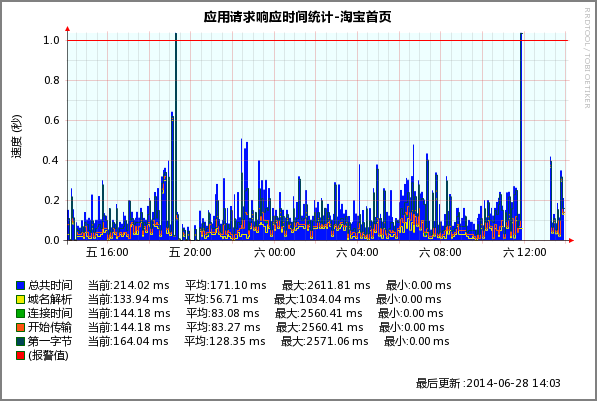 应用请求响应时间统计-淘宝首页
RRDTOOL / TOBI OETIKER
速度 (秒)
1.0
0.8
0.6
0.4
0.2
0.0
五 16:00 五 20:00 六 00:00 六 04:00 六 08:00 六 12:00
总共时间 当前:214.02 ms 平均:171.10 ms 最大:2611.81 ms 最小:0.00 ms
域名解析 当前:133.94 ms 平均:56.71 ms 最大:1034.04 ms 最小:0.00 ms
连接时间 当前:144.18 ms 平均:83.08 ms 最大:2560.41 ms 最小:0.00 ms
开始传输 当前:144.18 ms 平均:83.27 ms 最大:2560.41 ms 最小:0.00 ms
第一字节 当前:164.04 ms 平均:128.35 ms 最大:2571.06 ms 最小:0.00 ms
(报警值)
最后更新 :2014-06-28 14:03